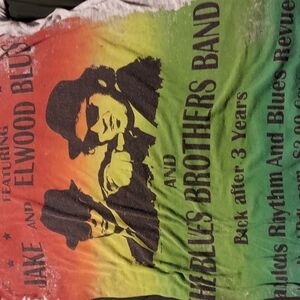 FEATURING
JAKE AND ELWOOD BLUES
AND
THE BLUES BROTHERS BAND
Back after 3 Years
Rhythm And Blues Revue